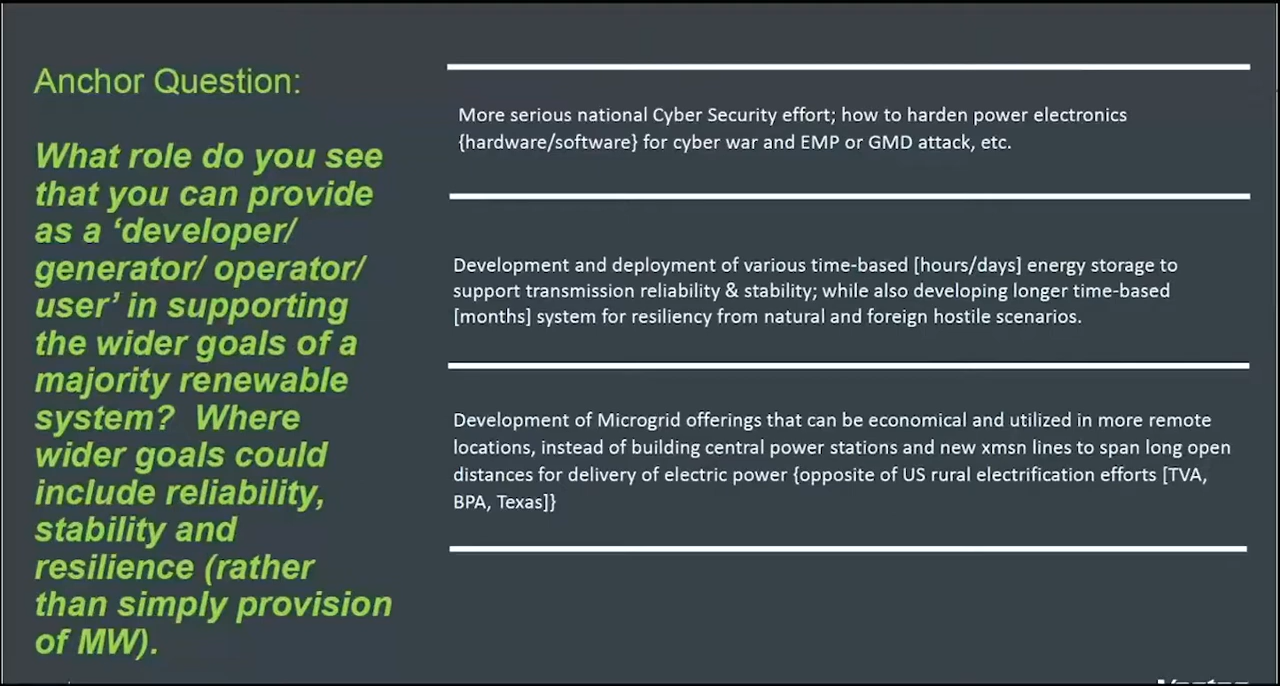 Anchor Question:
What role do you see
that you can provide
as a ‘developer/
generator/ operator/
user’ in supporting
the wider goals of a
majority renewable
system?  Where
wider goals could
include reliability,
stability and
resilience (rather
than simply provision
of MW).
More serious national Cyber Security effort; how to harden power electronics
{hardware/software} for cyber war and EMP or GMD attack, etc.
Development and deployment of various time-based [hours/days] energy storage to
support transmission reliability & stability; while also developing longer time-based
[months] system for resiliency from natural and foreign hostile scenarios.
Development of Microgrid offerings that can be economical and utilized in more remote
locations, instead of building central power stations and new xmsn lines to span long open
distances for delivery of electric power {opposite of US rural electrification efforts [TVA,
BPA, Texas]}